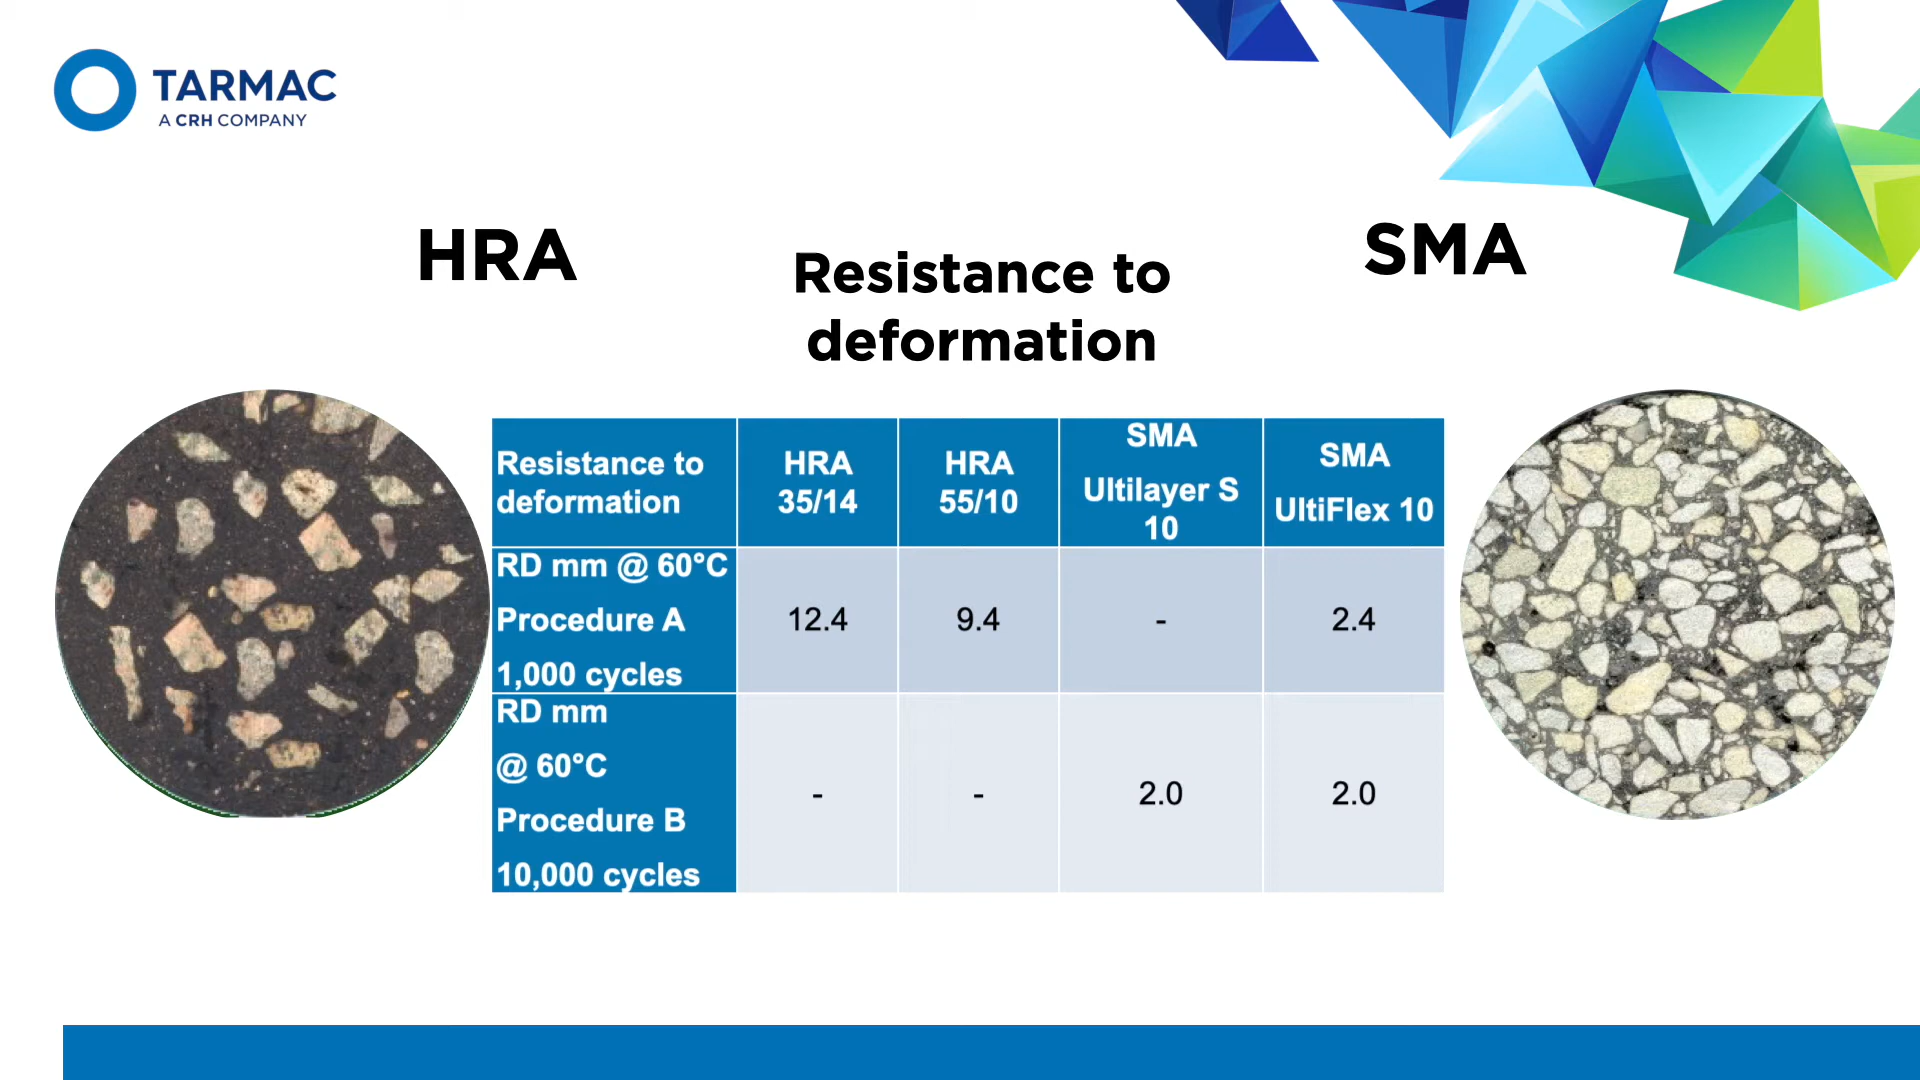 TARMAC
A CRH COMPANY
HRA
Resistance to
deformation
SMA
Resistance to
deformation
HRA
35/14
HRA
55/10
SMA
Ultilayer S
10
SMA
UltiFlex 10
RD mm @ 60°C
Procedure A
1,000 cycles
12.4
9.4
-
2.4
RD mm
@ 60°C
Procedure B
10,000 cycles
-
-
2.0
2.0